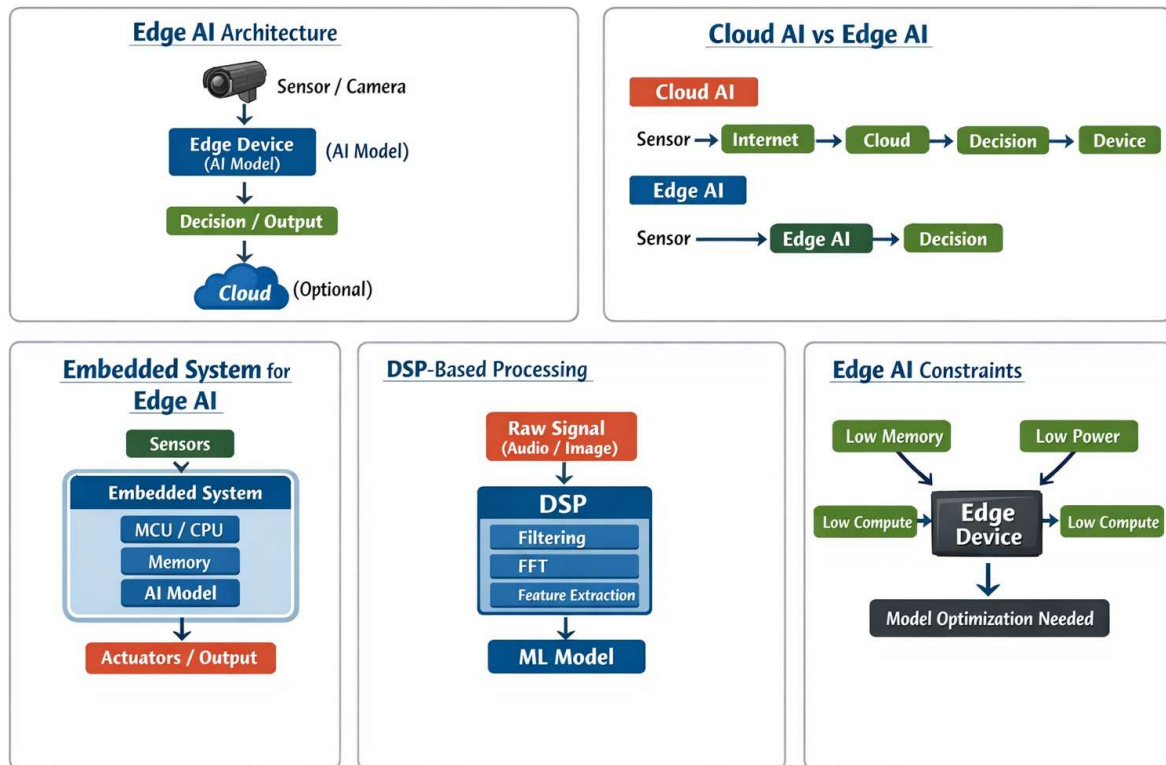 Edge AI Architecture
Sensor / Camera
Edge Device
(AI Model)
(AI Model)
Decision / Output
Cloud
(Optional)
Cloud AI vs Edge AI
Cloud AI
Sensor
Internet
Cloud
Decision
Device
Edge AI
Sensor
Edge AI
Decision
Embedded System for
Edge AI
Sensors
Embedded System
MCU / CPU
Memory
AI Model
Actuators / Output
DSP-Based Processing
Raw Signal
(Audio / Image)
DSP
Filtering
FFT
Feature Extraction
ML Model
Edge AI Constraints
Low Memory
Low Power
Low Compute
Edge
Device
Low Compute
Model Optimization Needed